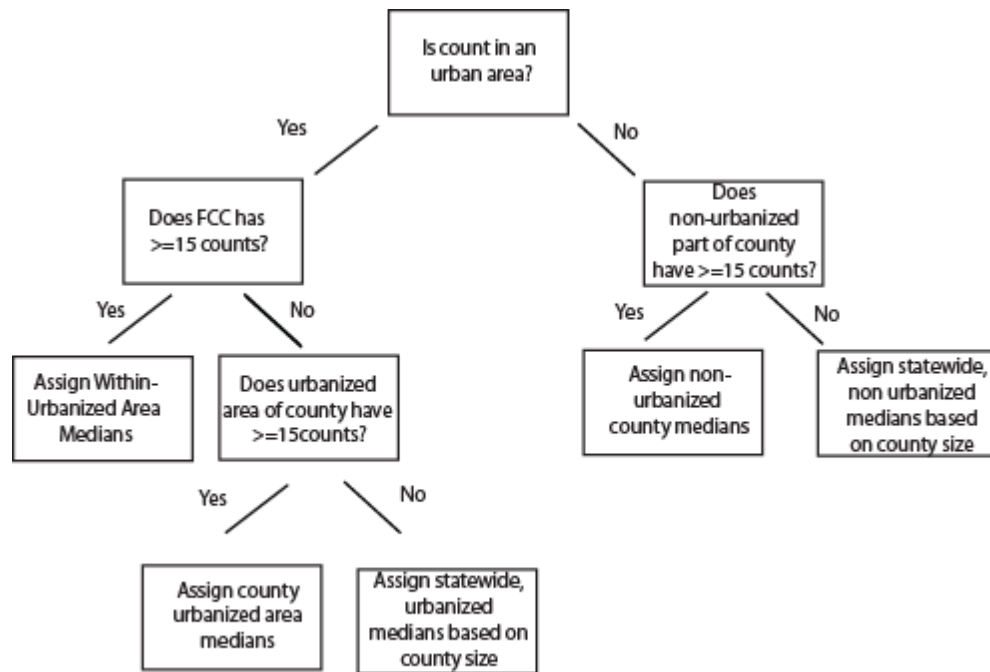 Is count in an
urban area?
Yes
No
Does FCC has
>=15 counts?
Does
non-urbanized
part of county
have >=15 counts?
Yes
No
Yes
No
Assign Within-
Urbanized Area
Medians
Does urbanized
area of county have
>=15counts?
Assign non-
urbanized
county medians
Assign statewide,
non urbanized
medians based
on county size
Yes
No
Assign county
urbanized area
medians
Assign statewide,
urbanized
medians based on
county size